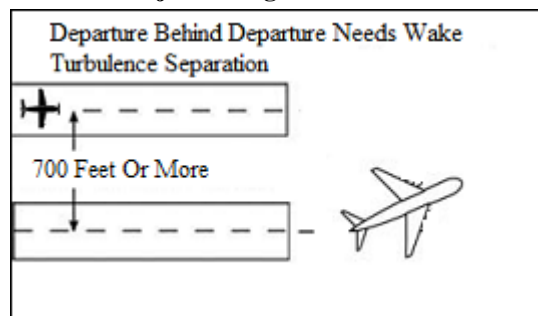 Departure Behind Departure Needs Wake
Turbulence Separation
700 Feet Or More